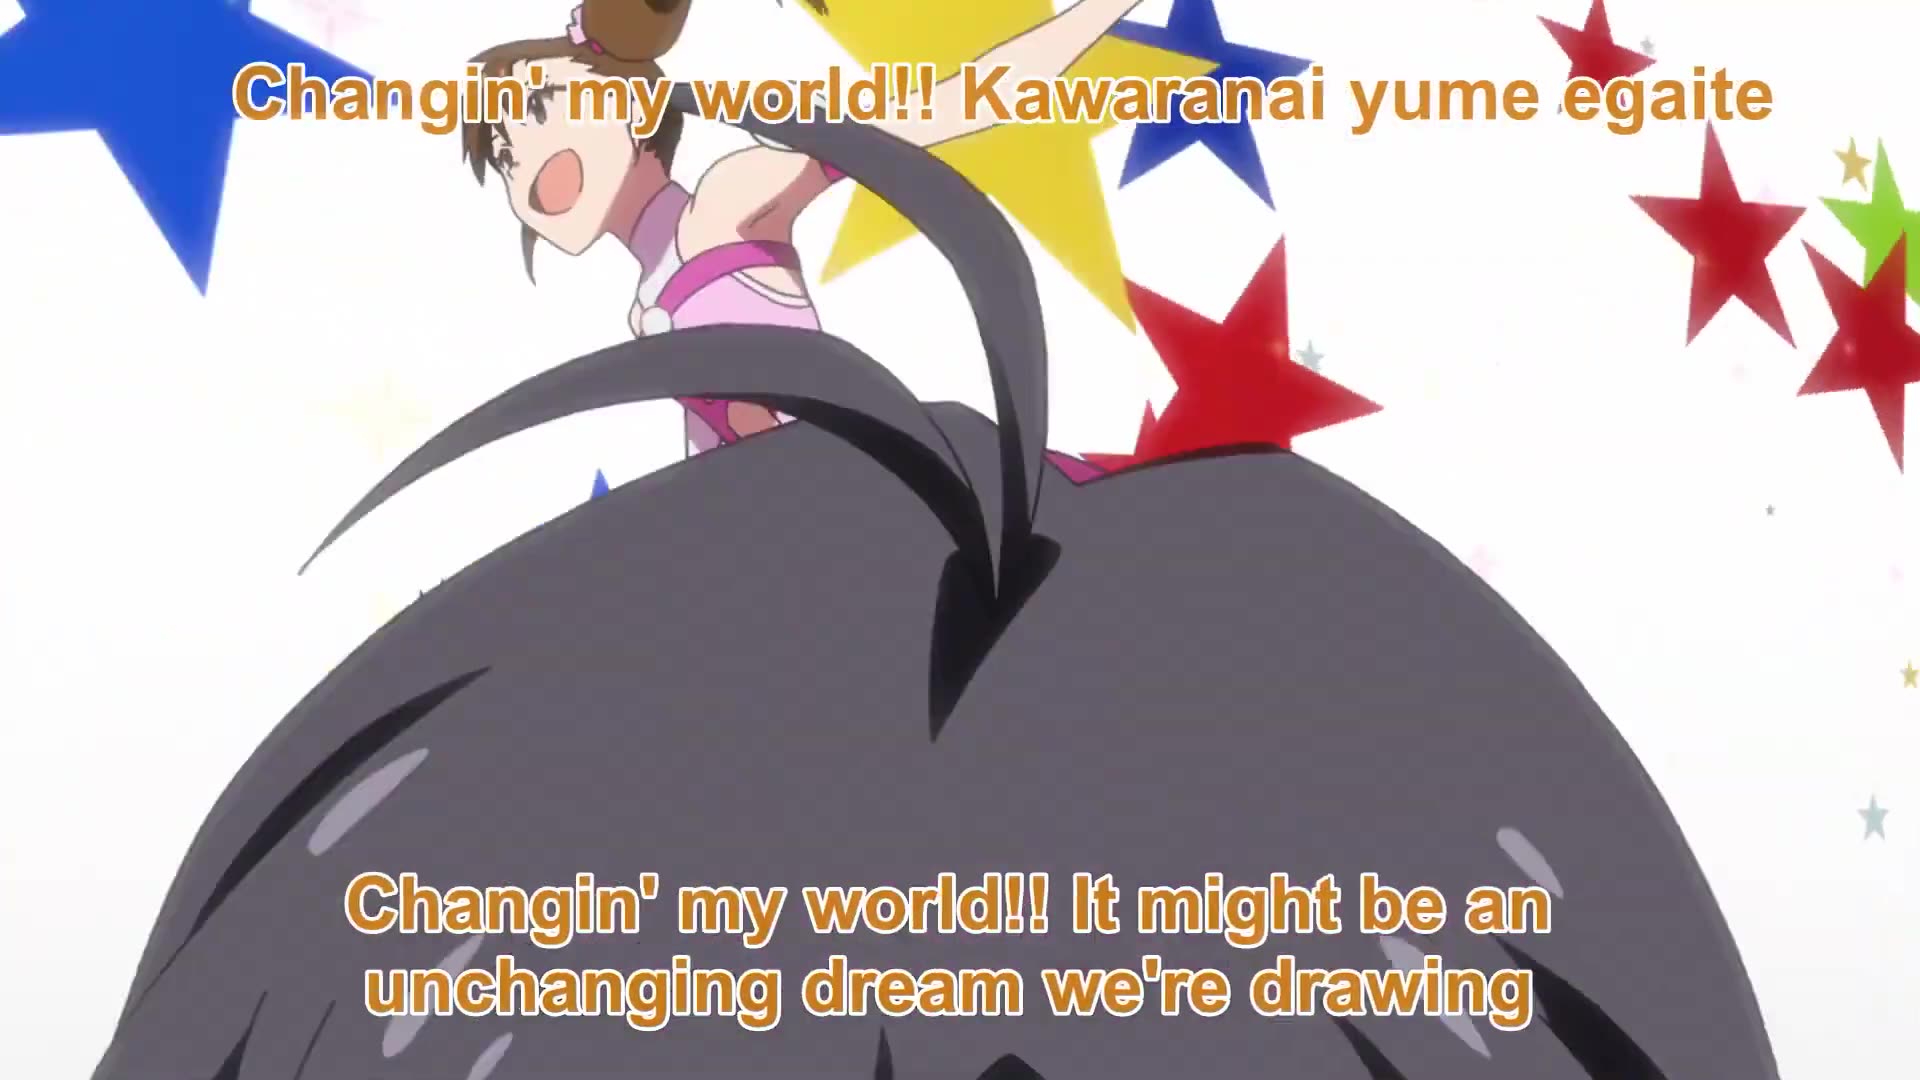 Changin' my world!! Kawaranai yume egaite
Changin' my world!! It might be an
unchanging dream we're drawing